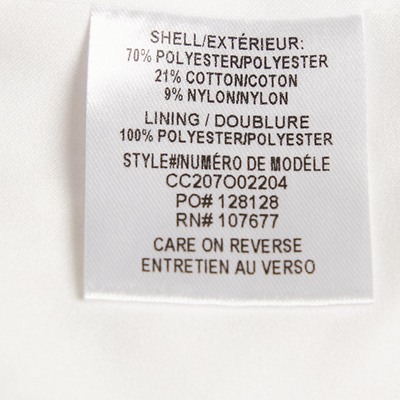 SHELL/EXTÉRIEUR:
70% POLYESTER/POLYESTER
21% COTTON/COTON
9% NYLON/NYLON
LINING / DOUBLURE
100% POLYESTER/POLYESTER
STYLE#/NUMÉRO DE MODÉLE
CC207O02204
PO# 128128
RN# 107677
CARE ON REVERSE
ENTRETIEN AU VERSO